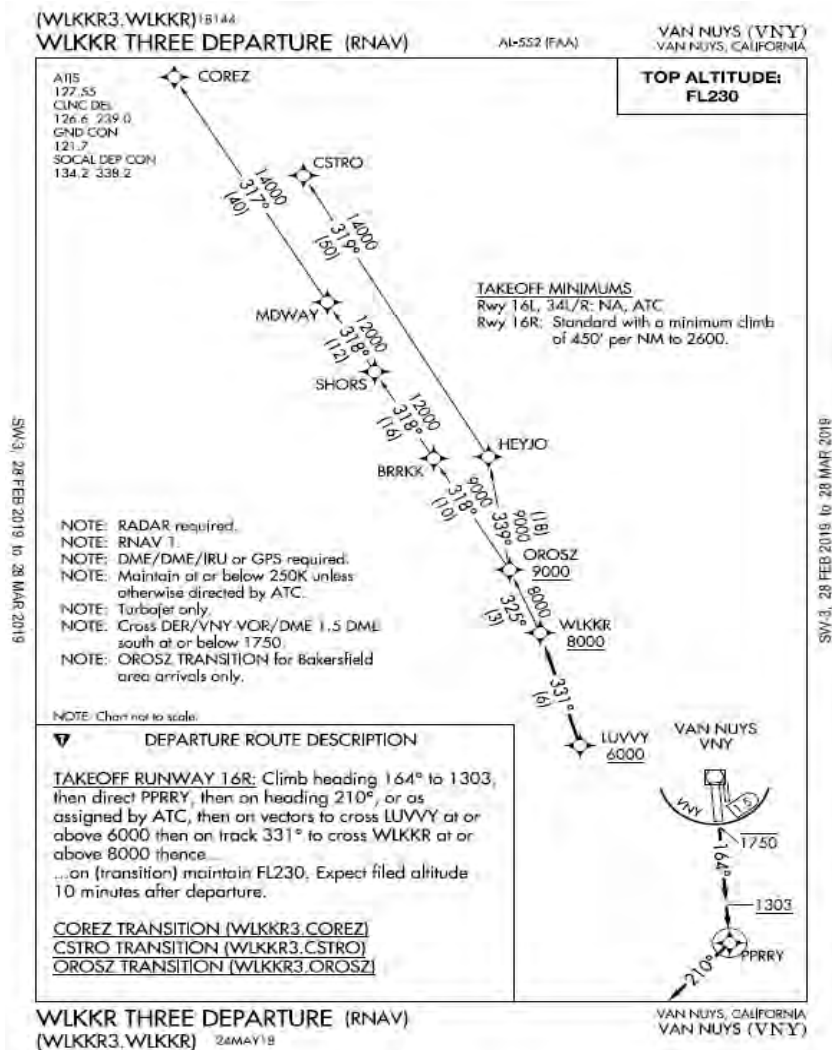 (WLKKR3.WLKKR) 18144
WLKKR THREE DEPARTURE (RNAV)
AL-552 (FAA)
VAN NUYS (VNY)
VAN NUYS, CALIFORNIA
ATIS
127.55
CLNC DEL
126.6 239.0
GND CON
121.7
SOCAL DEP CON
134.2 338.2
TOP ALTITUDE:
FL230
COREZ
CSTRO
14000
317°
(40)
14000
319°
(50)
MDWAY
12000
318°
(12)
SHORS
12000
318°
(16)
BRRKK
HEYJO
9000
318°
(10)
9000
339°
(18)
OROSZ
9000
8000
325°
(3)
WLKKR
8000
331°
(6)
LUVVY
6000
TAKEOFF MINIMUMS
Rwy 16L, 34L/R: NA, ATC
Rwy 16R: Standard with a minimum climb
of 450' per NM to 2600.
NOTE: RADAR required.
NOTE: RNAV 1.
NOTE: DME/DME/IRU or GPS required.
NOTE: Maintain at or below 250K unless
otherwise directed by ATC.
NOTE: Turbojet only.
NOTE: Cross DER/VNY VOR/DME 1.5 DME
south at or below 1750.
NOTE: OROSZ TRANSITION for Bakersfield
area arrivals only.
NOTE: Chart not to scale.
VAN NUYS
VNY
VNY
1.5
1750
164°
1303
PPRRY
210°
T
DEPARTURE ROUTE DESCRIPTION
TAKEOFF RUNWAY 16R: Climb heading 164° to 1303,
then direct PPRRY, then on heading 210°, or as
assigned by ATC, then on vectors to cross LUVVY at or
above 6000 then on track 331° to cross WLKKR at or
above 8000 thence...
...on (transition) maintain FL230. Expect filed altitude
10 minutes after departure.
COREZ TRANSITION (WLKKR3.COREZ)
CSTRO TRANSITION (WLKKR3.CSTRO)
OROSZ TRANSITION (WLKKR3.OROSZ)
SW-3, 28 FEB 2019 to 28 MAR 2019
SW-3, 28 FEB 2019 to 28 MAR 2019
WLKKR THREE DEPARTURE (RNAV)
(WLKKR3.WLKKR) 24MAY18
VAN NUYS, CALIFORNIA
VAN NUYS (VNY)